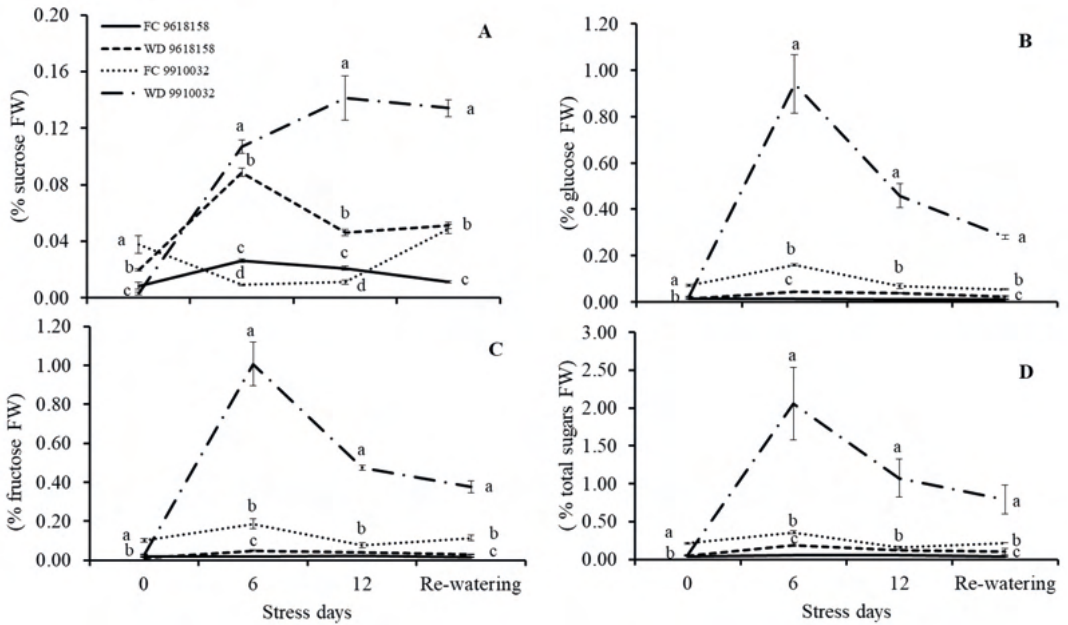 0.20
0.16
0.12
0.08
0.04
0.00
(% sucrose FW)
FC 9618158
WD 9618158
FC 9910032
WD 9910032
A
a
b
c
a
b
c
d
a
b
c
d
a
b
c
1.20
1.00
0.80
0.60
0.40
0.20
0.00
(% glucose FW)
B
a
b
a
b
c
a
b
a
b
c
1.20
1.00
0.80
0.60
0.40
0.20
0.00
(% fructose FW)
C
a
b
a
b
c
a
b
a
b
c
0 6 12 Re-watering
Stress days
3.00
2.50
2.00
1.50
1.00
0.50
0.00
( % total sugars FW)
D
a
b
a
b
c
a
b
a
b
c
0 6 12 Re-watering
Stress days